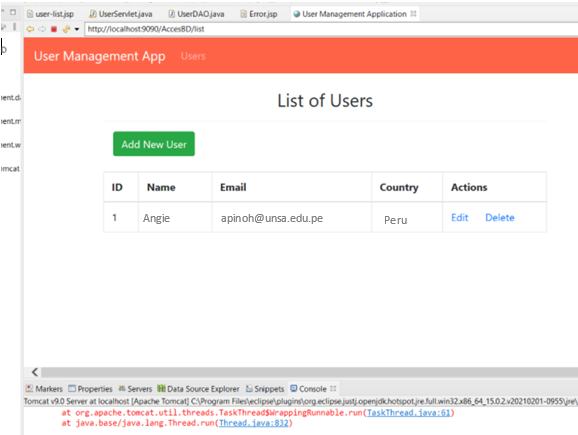 user-list.jsp UserServlet.java UserDAO.java Error.jsp User Management Application
http://localhost:9090/AccesBD/list
User Management App Users
List of Users
Add New User
ID Name Email Country Actions
1 Angie apinoh@unsa.edu.pe Peru Edit Delete
ment.d
ment.m
ment.w
omcat
Markers Properties Servers Data Source Explorer Snippets Console
Tomcat v9.0 Server at localhost [Apache Tomcat] C:\Program Files\eclipse\plugins\org.eclipse.justj.openjdk.hotspot.jre.full.win32.x86_64_15.0.2.v20210201-0955\jre\
at org.apache.tomcat.util.threads.TaskThread$WrappingRunnable.run(TaskThread.java:61)
at java.base/java.lang.Thread.run(Thread.java:832)